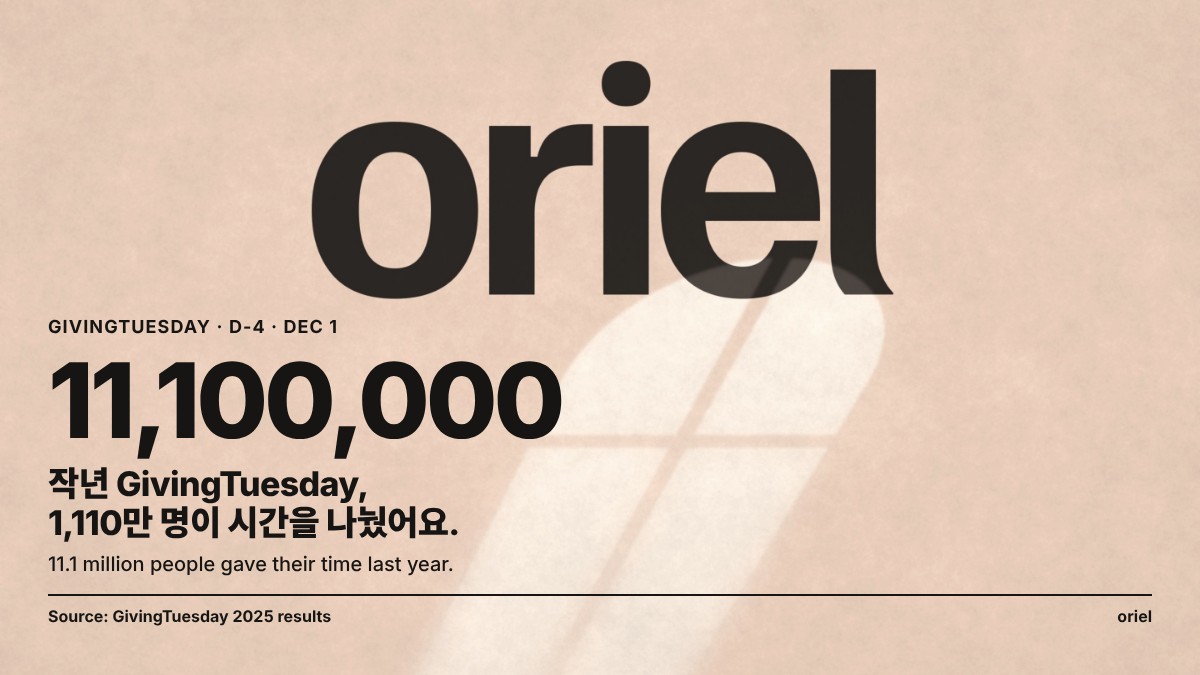 oriel
GIVINGTUESDAY · D-4 · DEC 1
11,100,000
작년 GivingTuesday,
1,110만 명이 시간을 나눴어요.
11.1 million people gave their time last year.
Source: GivingTuesday 2025 results
oriel